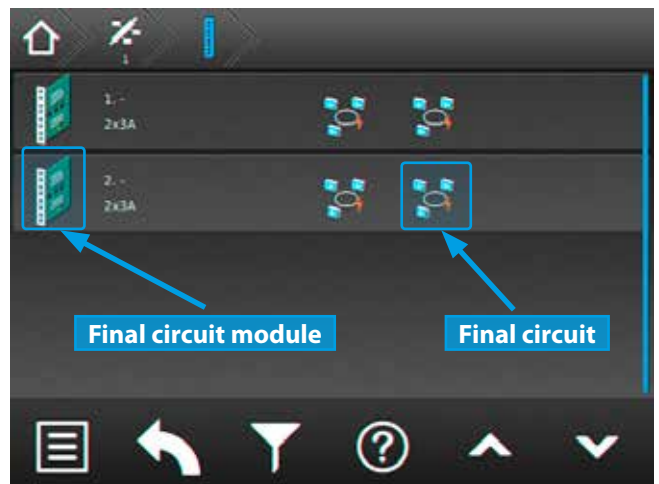 1
1. -
2x3A
2. -
2x3A
Final circuit module
Final circuit
?